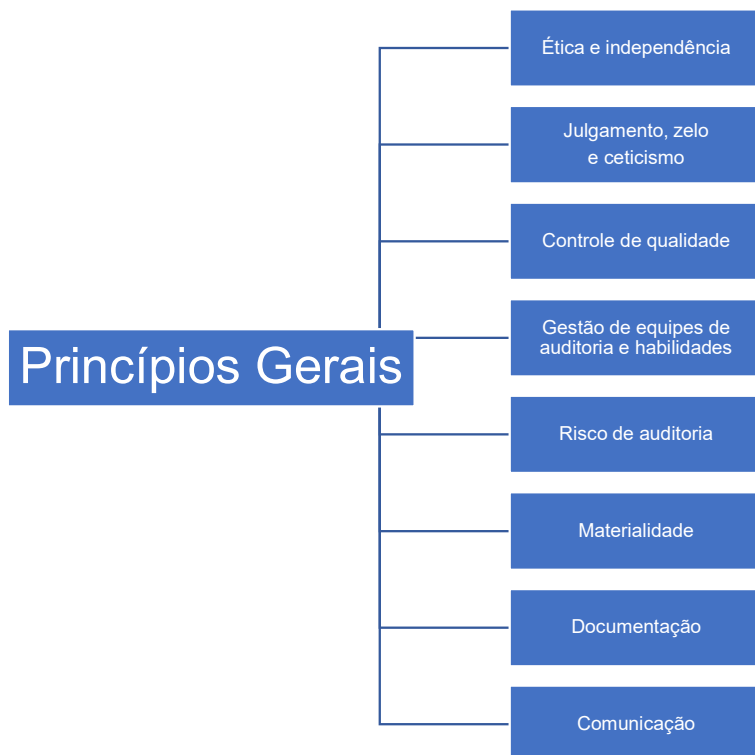 Princípios Gerais
Ética e independência
Julgamento, zelo
e ceticismo
Controle de qualidade
Gestão de equipes de
auditoria e habilidades
Risco de auditoria
Materialidade
Documentação
Comunicação